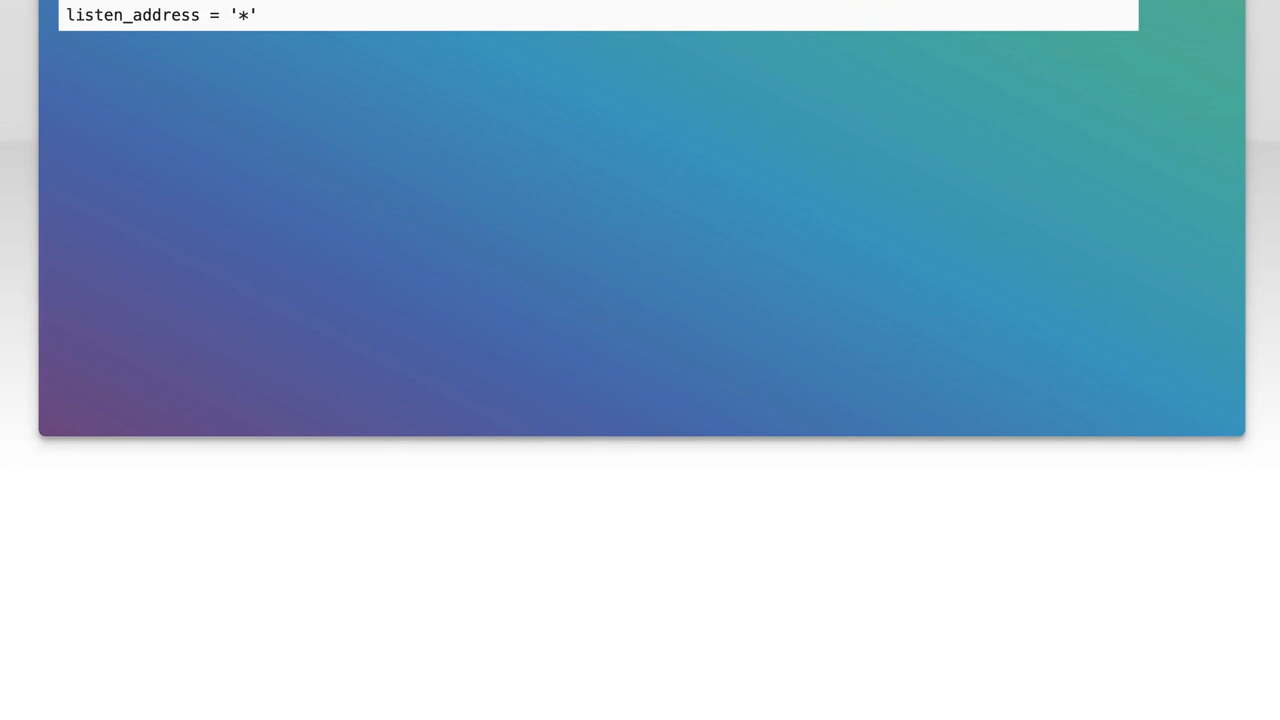 listen_address = '*'